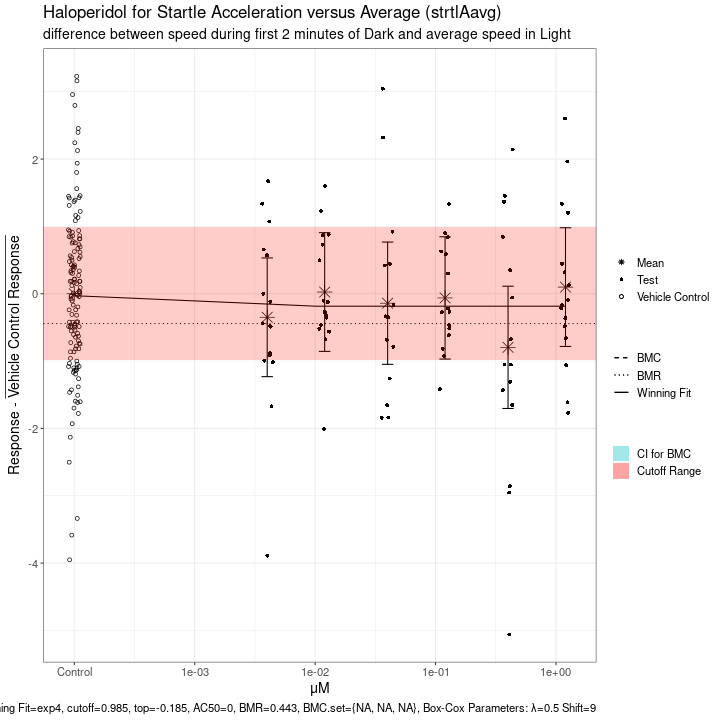 Haloperidol for Startle Acceleration versus Average (strtlAavg)
difference between speed during first 2 minutes of Dark and average speed in Light
Response - Vehicle Control Response
2
0
-2
-4
Control
1e-03
1e-02
1e-01
1e+00
μM
Mean
Test
Vehicle Control
BMC
BMR
Winning Fit
CI for BMC
Cutoff Range
Fit=exp4, cutoff=0.985, top=-0.185, AC50=0, BMR=0.443, BMC.set={NA, NA, NA}, Box-Cox Parameters: λ=0.5 Shift=9